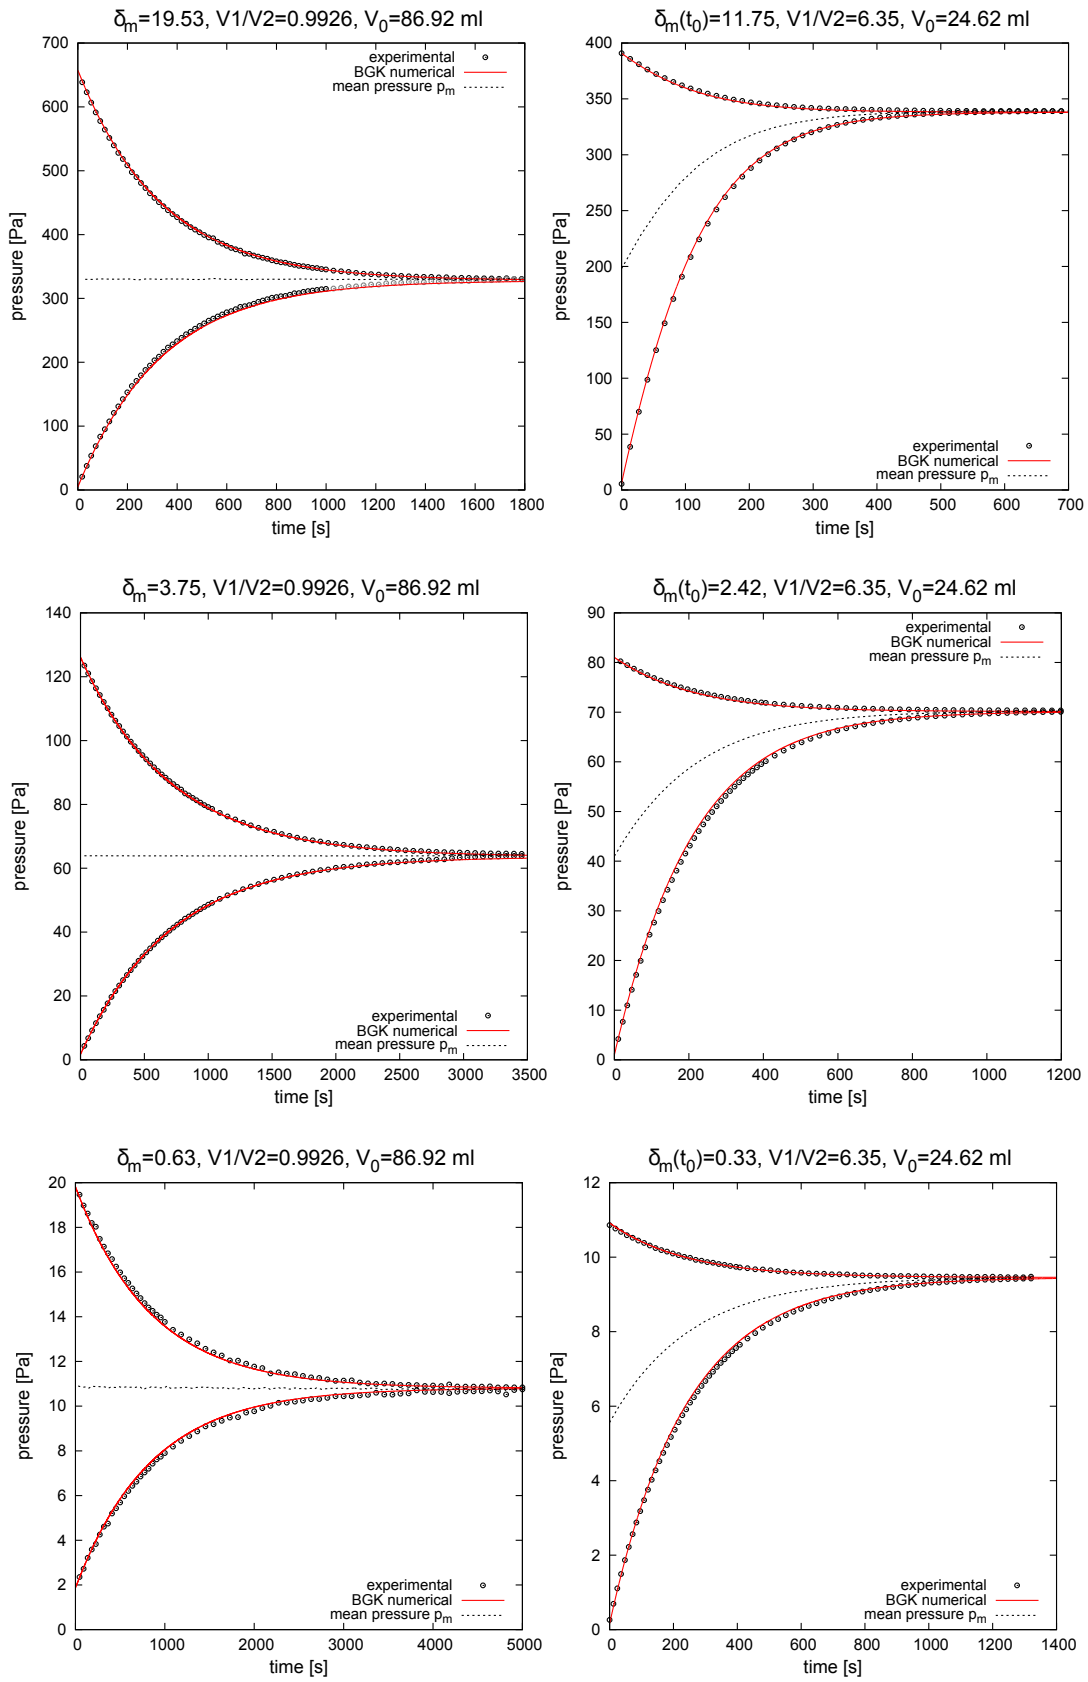 δm=19.53, V1/V2=0.9926, V0=86.92 ml
700
600
500
400
300
200
100
0
pressure [Pa]
experimental
BGK numerical
mean pressure pm
0 200 400 600 800 1000 1200 1400 1600 1800
time [s]
δm(t0)=11.75, V1/V2=6.35, V0=24.62 ml
400
350
300
250
200
150
100
50
0
pressure [Pa]
experimental
BGK numerical
mean pressure pm
0 100 200 300 400 500 600 700
time [s]
δm=3.75, V1/V2=0.9926, V0=86.92 ml
140
120
100
80
60
40
20
0
pressure [Pa]
experimental
BGK numerical
mean pressure pm
0 500 1000 1500 2000 2500 3000 3500
time [s]
δm(t0)=2.42, V1/V2=6.35, V0=24.62 ml
90
80
70
60
50
40
30
20
10
0
pressure [Pa]
experimental
BGK numerical
mean pressure pm
0 200 400 600 800 1000 1200
time [s]
δm=0.63, V1/V2=0.9926, V0=86.92 ml
20
18
16
14
12
10
8
6
4
2
0
pressure [Pa]
experimental
BGK numerical
mean pressure pm
0 1000 2000 3000 4000 5000
time [s]
δm(t0)=0.33, V1/V2=6.35, V0=24.62 ml
12
10
8
6
4
2
0
pressure [Pa]
experimental
BGK numerical
mean pressure pm
0 200 400 600 800 1000 1200 1400
time [s]